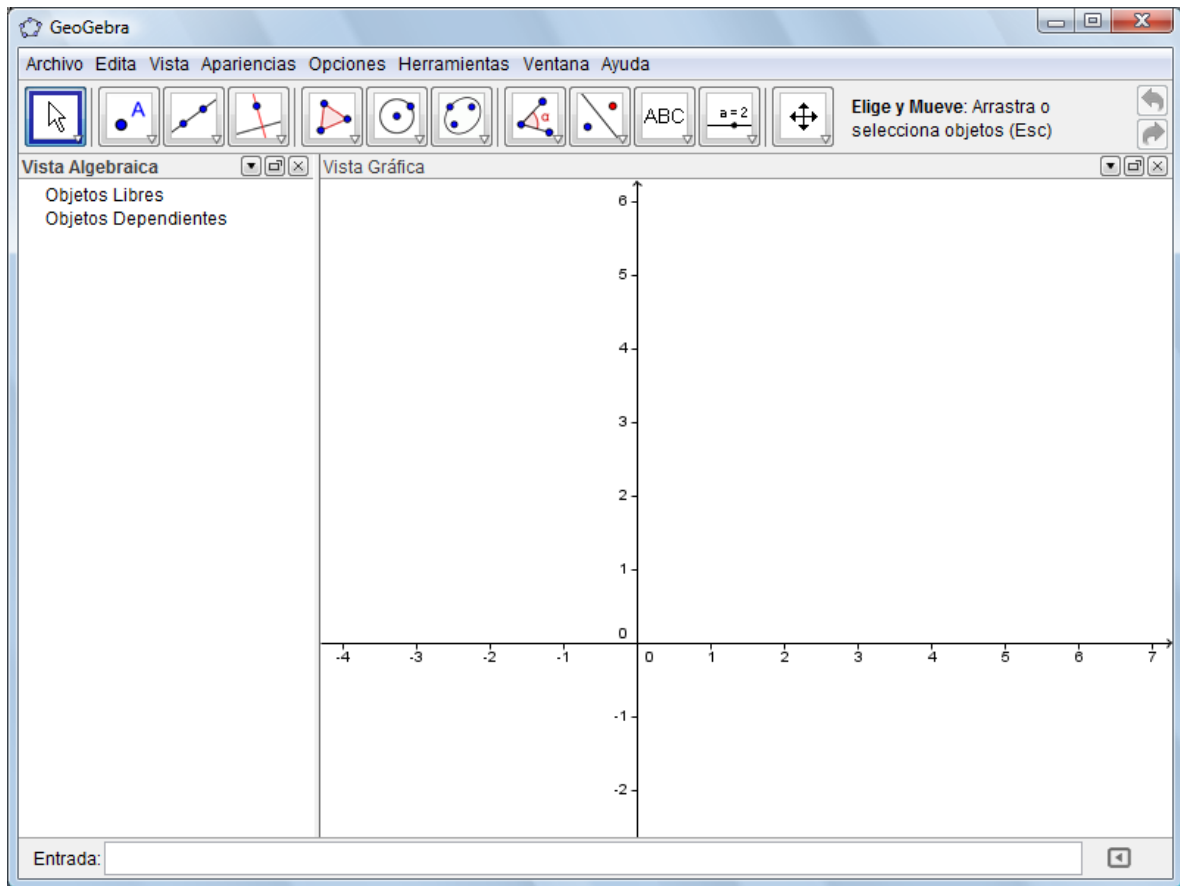 GeoGebra
Archivo Edita Vista Apariencias Opciones Herramientas Ventana Ayuda
A
α
ABC
a=2
Elige y Mueve: Arrastra o
selecciona objetos (Esc)
Vista Algebraica
Vista Gráfica
Objetos Libres
Objetos Dependientes
6
5
4
3
2
1
0
-4 -3 -2 -1 0 1 2 3 4 5 6 7
-1
-2
Entrada: